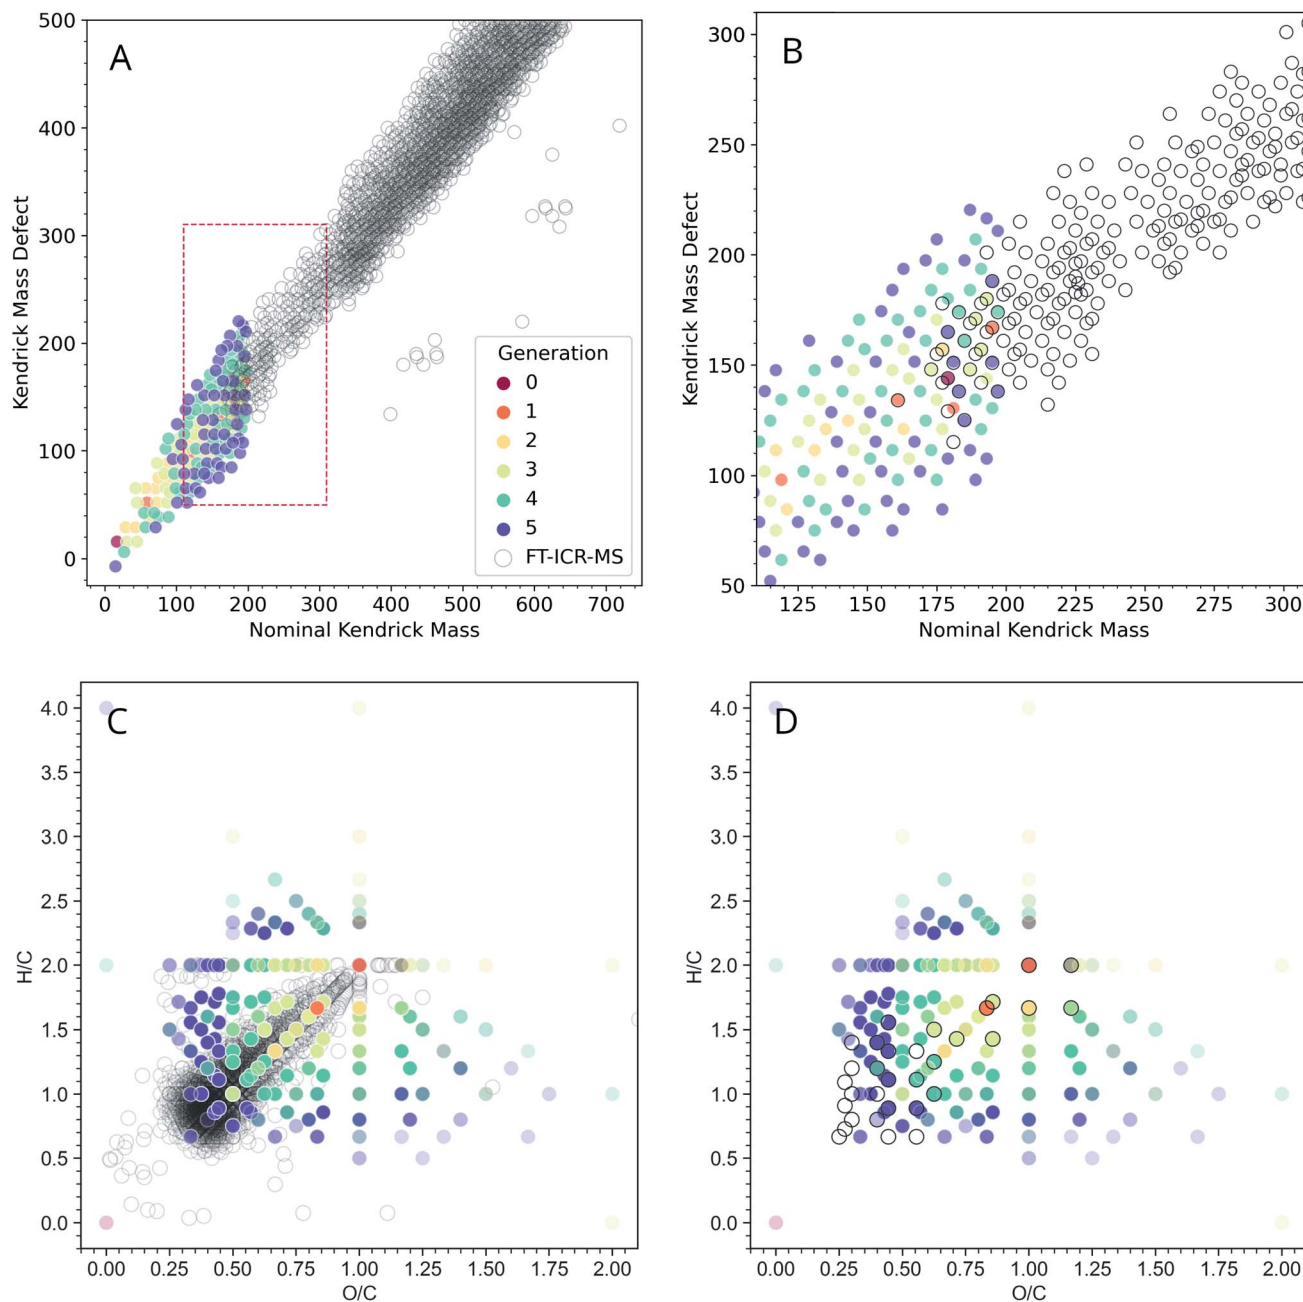 A
Kendrick Mass Defect
500
400
300
200
100
0
0 100 200 300 400 500 600 700
Nominal Kendrick Mass
Generation
0
1
2
3
4
5
FT-ICR-MS
B
Kendrick Mass Defect
300
250
200
150
100
50
125 150 175 200 225 250 275 300
Nominal Kendrick Mass
C
H/C
4.0
3.5
3.0
2.5
2.0
1.5
1.0
0.5
0.0
0.00 0.25 0.50 0.75 1.00 1.25 1.50 1.75 2.00
O/C
D
H/C
4.0
3.5
3.0
2.5
2.0
1.5
1.0
0.5
0.0
0.00 0.25 0.50 0.75 1.00 1.25 1.50 1.75 2.00
O/C